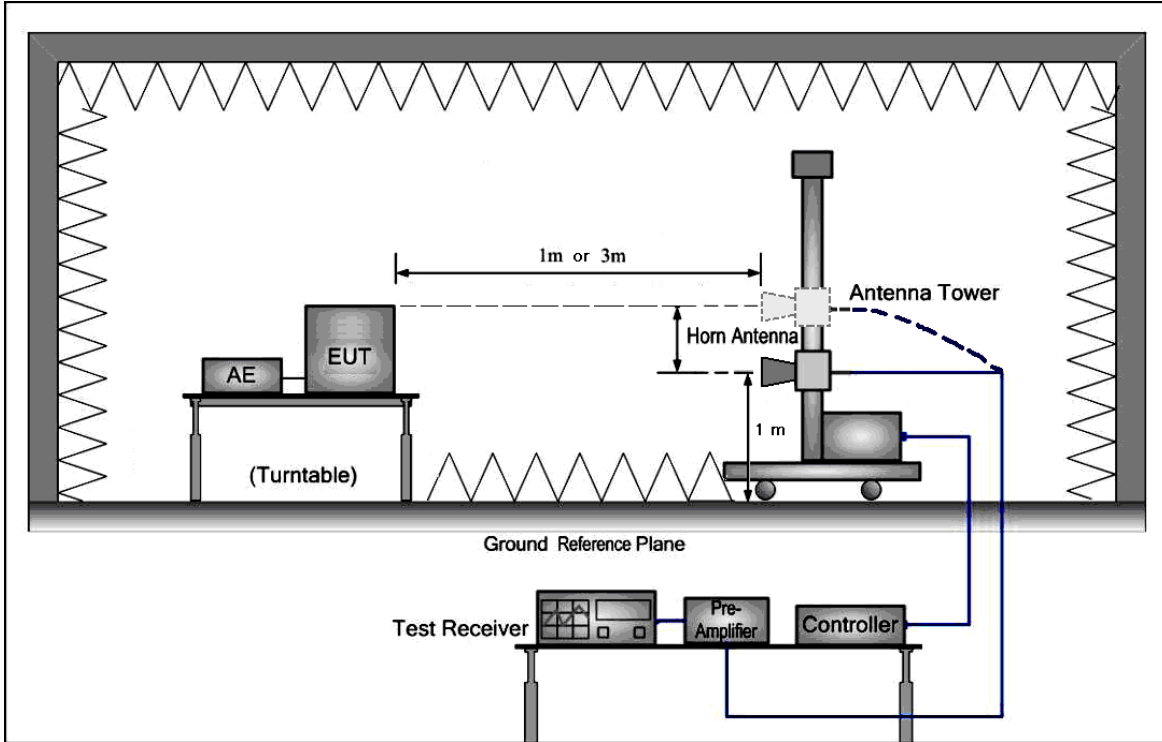 1m or 3m
Antenna Tower
Horn Antenna
EUT
AE
1 m
(Turntable)
Ground Reference Plane
Test Receiver
Pre-
Amplifier
Controller